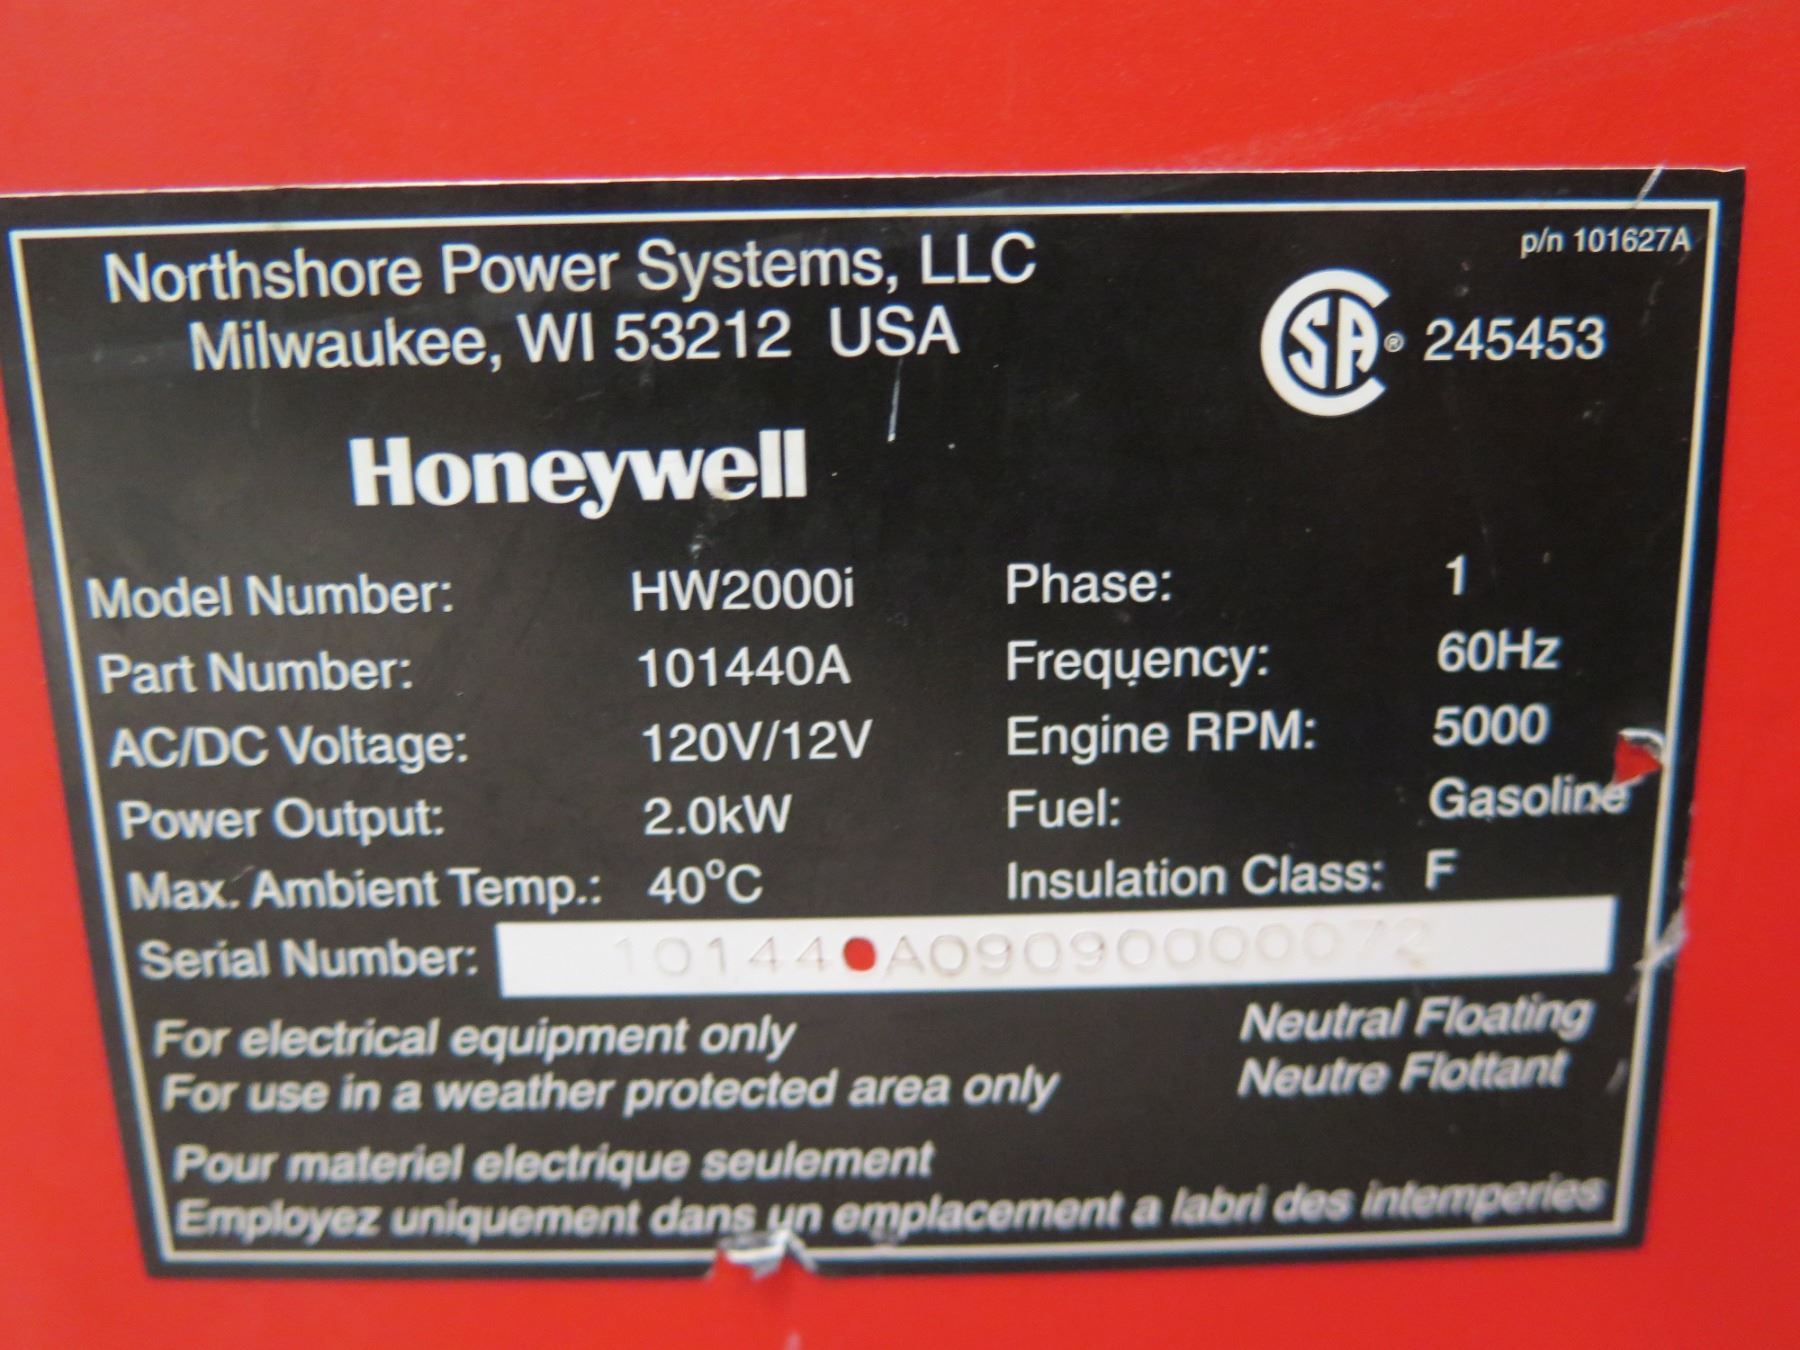 p/n 101627A
Northshore Power Systems, LLC
Milwaukee, WI 53212 USA
SA® 245453
Honeywell
Model Number: HW2000i Phase: 1
Part Number: 101440A Frequency: 60Hz
AC/DC Voltage: 120V/12V Engine RPM: 5000
Power Output: 2.0kW Fuel: Gasoline
Max. Ambient Temp.: 40°C Insulation Class: F
Serial Number: 101440A09090000072
For electrical equipment only Neutral Floating
For use in a weather protected area only Neutre Flottant
Pour materiel electrique seulement
Employez uniquement dans un emplacement a labri des intemperies